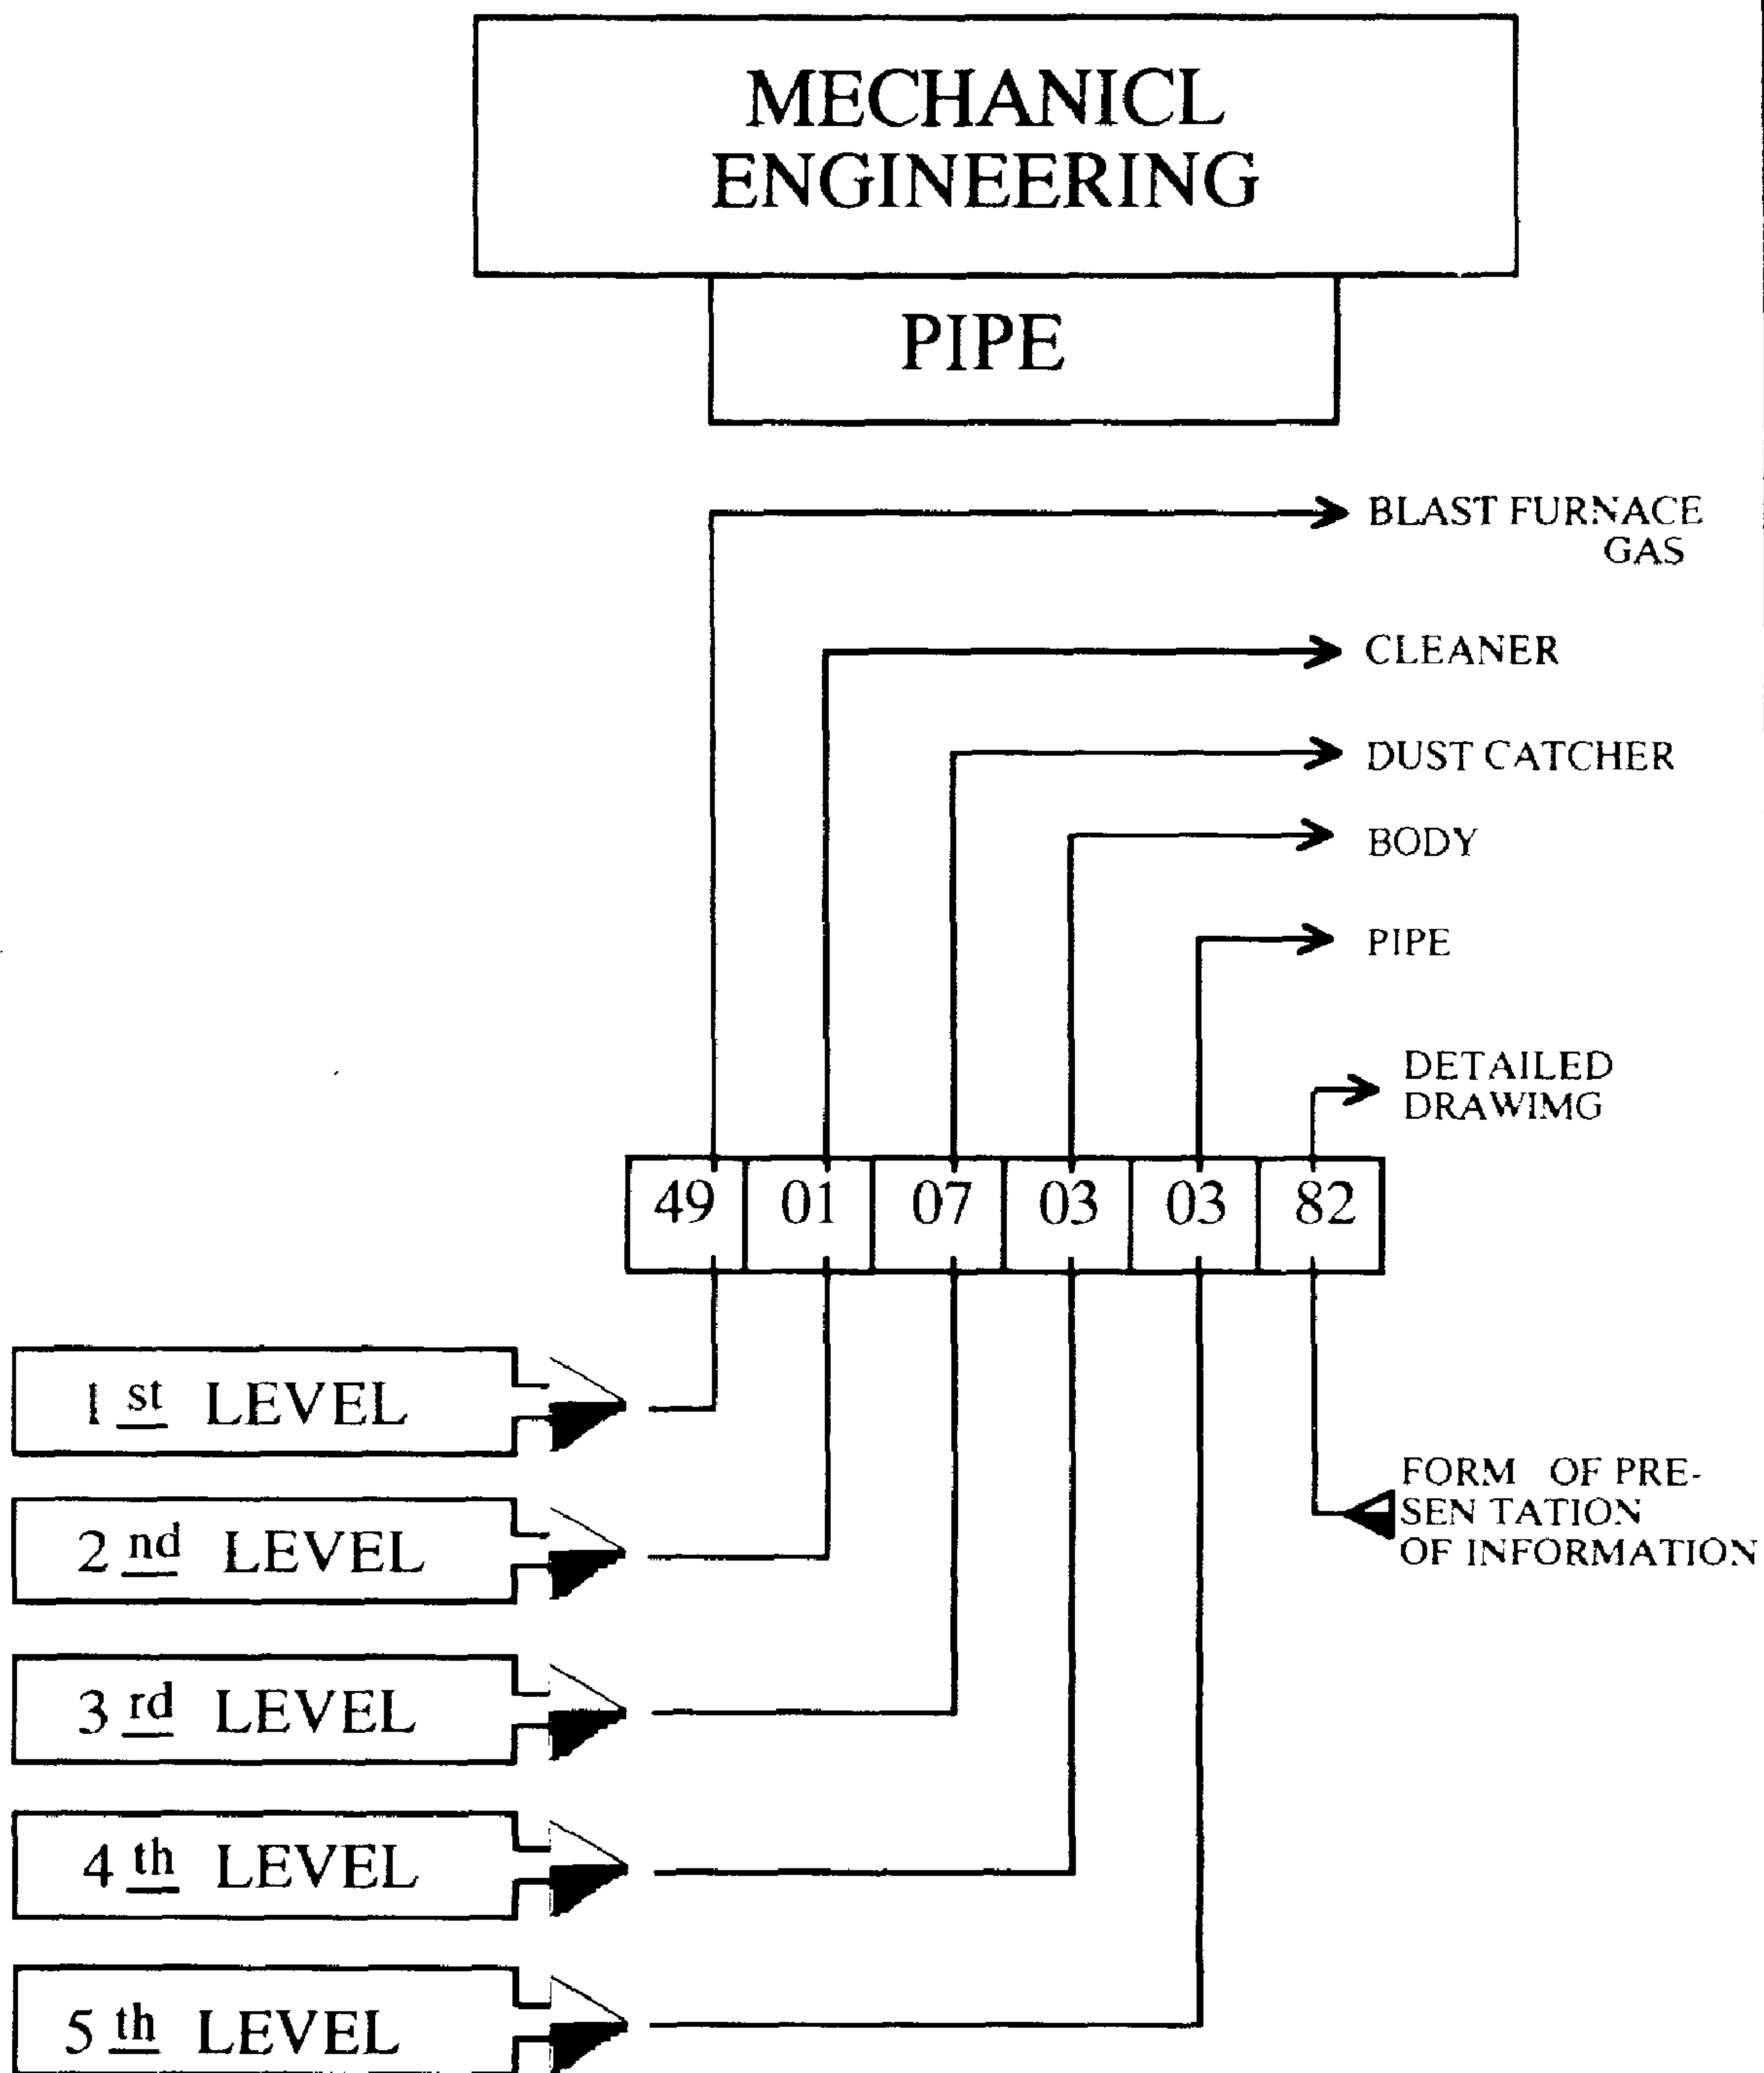 MECHANICL
ENGINEERING
PIPE
BLAST FURNACE
GAS
CLEANER
DUST CATCHER
BODY
PIPE
DETAILED
DRAWIMG
49 01 07 03 03 82
1 st LEVEL
2 nd LEVEL
3 rd LEVEL
4 th LEVEL
5 th LEVEL
FORM OF PRE-
SEN TATION
OF INFORMATION